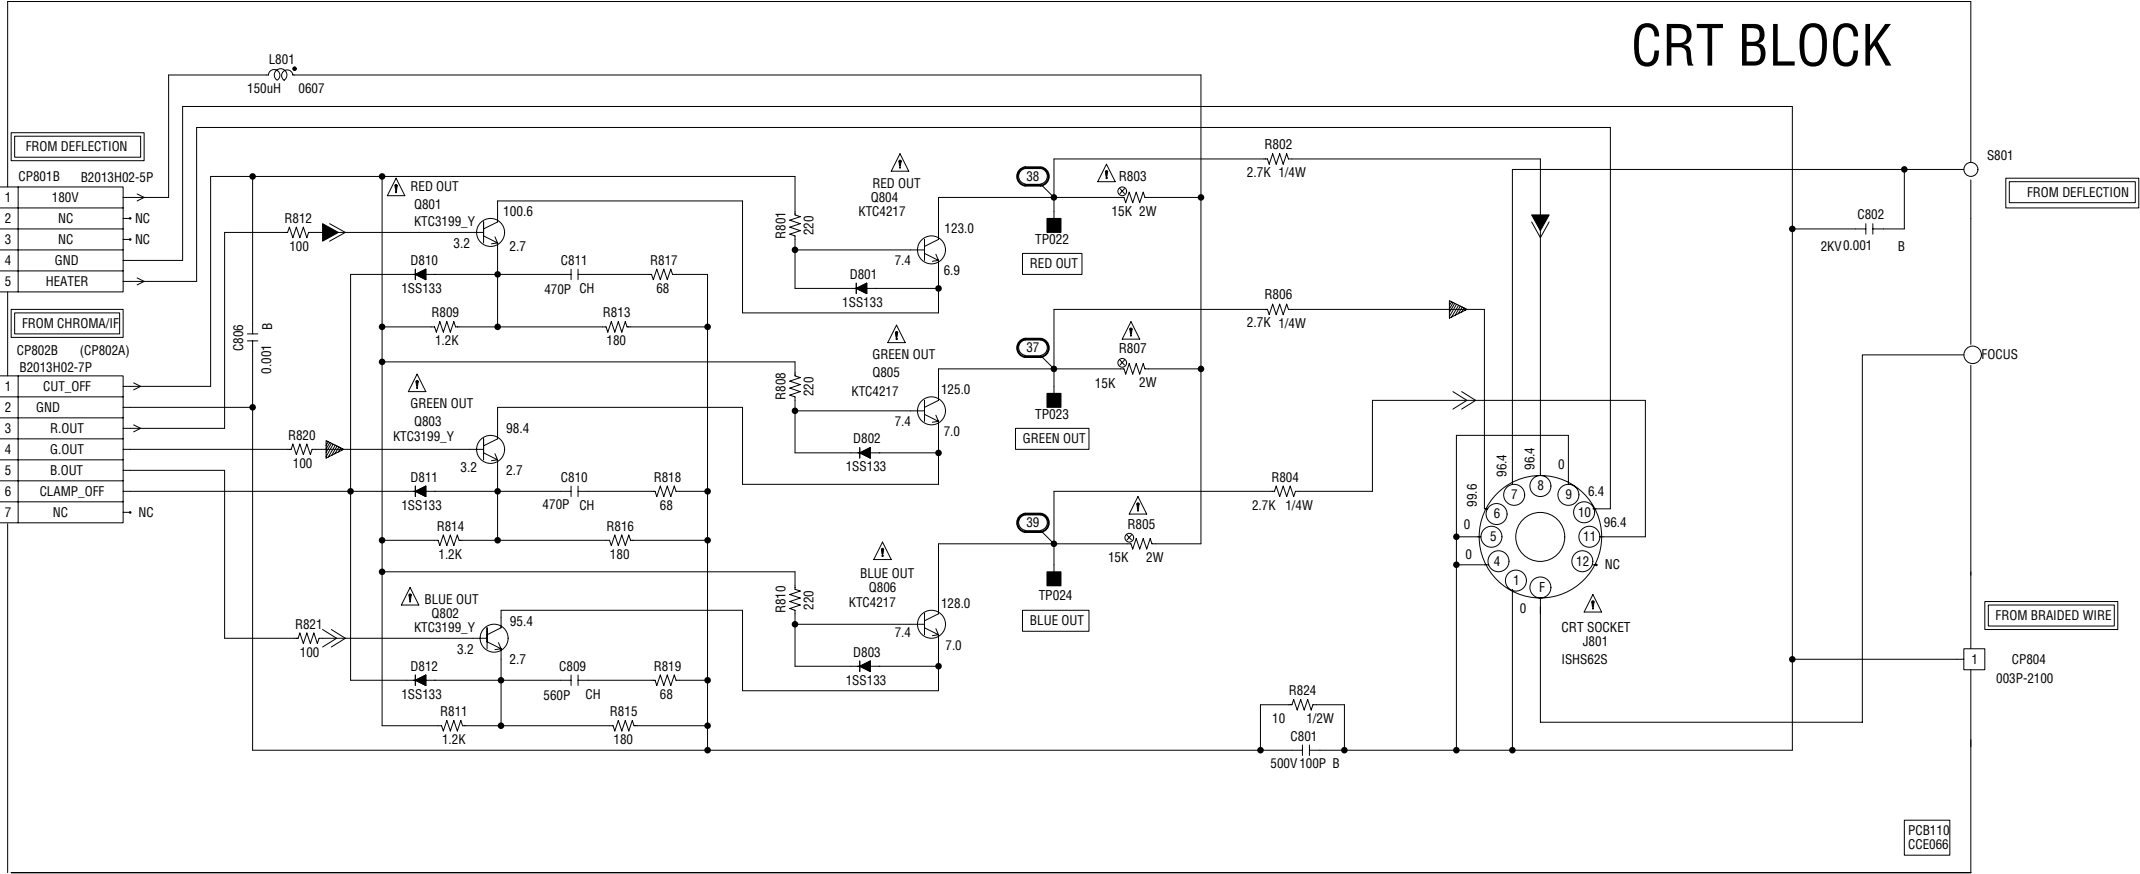 CRT BLOCK
L801
150uH 0607
FROM DEFLECTION
CP801B B2013H02-5P
1 180V
2 NC NC
3 NC NC
4 GND
5 HEATER
FROM CHROMA/IF
CP802B (CP802A)
B2013H02-7P
1 CUT_OFF
2 GND
3 R.OUT
4 G.OUT
5 B.OUT
6 CLAMP_OFF
7 NC NC
C806
0.001 B
R812
100
R820
100
R821
100
RED OUT
Q801
KTC3199_Y
100.6
3.2
2.7
D810
1SS133
C811
470P CH
R817
68
R809
1.2K
R813
180
GREEN OUT
Q803
KTC3199_Y
98.4
3.2
2.7
D811
1SS133
C810
470P CH
R818
68
R814
1.2K
R816
180
BLUE OUT
Q802
KTC3199_Y
95.4
3.2
2.7
D812
1SS133
C809
560P CH
R819
68
R811
1.2K
R815
180
R801
220
RED OUT
Q804
KTC4217
123.0
7.4
6.9
D801
1SS133
R808
220
GREEN OUT
Q805
KTC4217
125.0
7.4
7.0
D802
1SS133
R810
220
BLUE OUT
Q806
KTC4217
128.0
7.4
7.0
D803
1SS133
38
TP022
RED OUT
R803
15K 2W
37
TP023
GREEN OUT
R807
15K 2W
39
TP024
BLUE OUT
R805
15K 2W
R802
2.7K 1/4W
R806
2.7K 1/4W
R804
2.7K 1/4W
R824
10 1/2W
C801
500V 100P B
99.6
96.4
96.4
0
6.4
96.4
0
0
0
NC
7
8
9
6
10
5
11
4
12
1
F
CRT SOCKET
J801
ISHS62S
S801
FROM DEFLECTION
C802
2KV 0.001 B
FOCUS
FROM BRAIDED WIRE
1
CP804
003P-2100
PCB110
CCE066